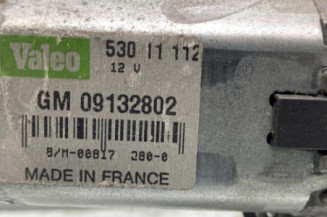 Valeo 530 11 112
12 V
GM 09132802
B/M-00817 280-0
MADE IN FRANCE